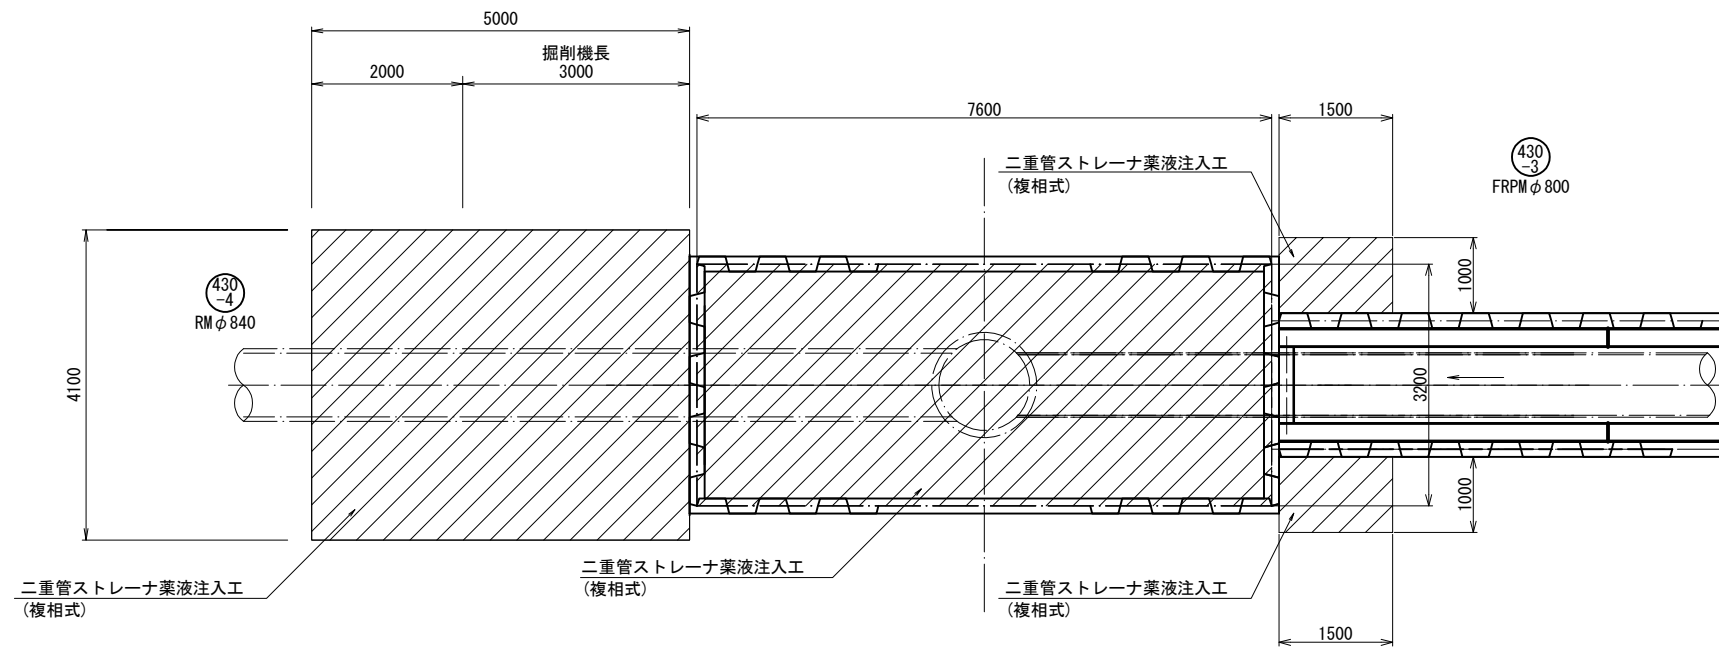 5000
掘削機長
2000
3000
7600
1500
二重管ストレーナ薬液注入工
(複相式)
430
-3
FRPMφ800
1000
430
-4
RMφ840
4100
3200
1000
二重管ストレーナ薬液注入工
(複相式)
二重管ストレーナ薬液注入工
(複相式)
二重管ストレーナ薬液注入工
(複相式)
1500